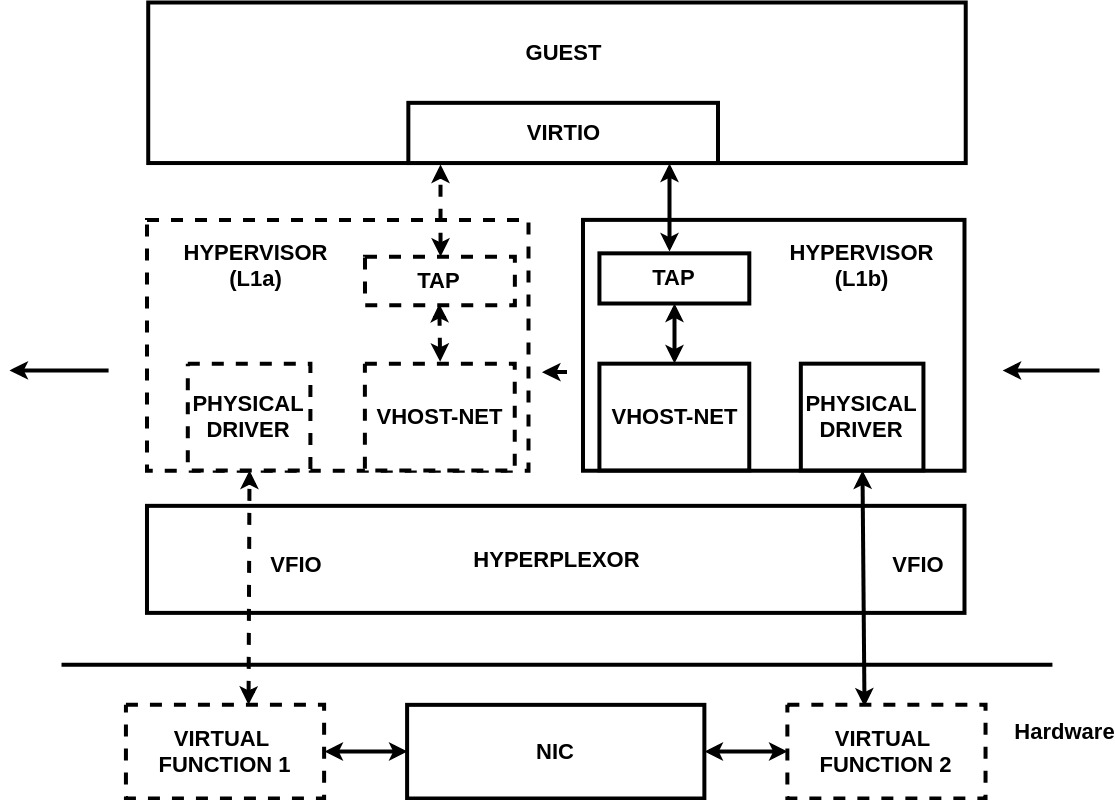 GUEST
VIRTIO
HYPERVISOR
(L1a)
TAP
PHYSICAL
DRIVER
VHOST-NET
TAP
HYPERVISOR
(L1b)
VHOST-NET
PHYSICAL
DRIVER
VFIO
HYPERPLEXOR
VFIO
VIRTUAL
FUNCTION 1
NIC
VIRTUAL
FUNCTION 2
Hardware